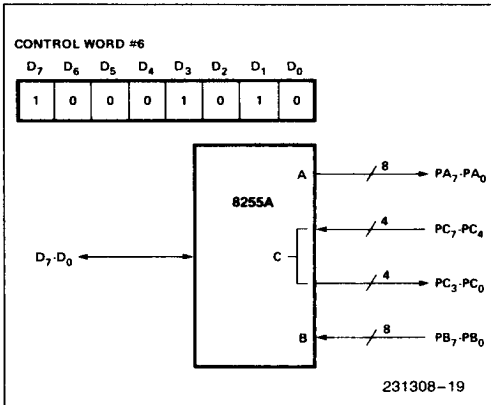 CONTROL WORD #6
D7 D6 D5 D4 D3 D2 D1 D0
1 0 0 0 1 0 1 0
A 8 PA7-PA0
8255A
4 PC7-PC4
D7-D0 C
4 PC3-PC0
B 8 PB7-PB0
231308-19